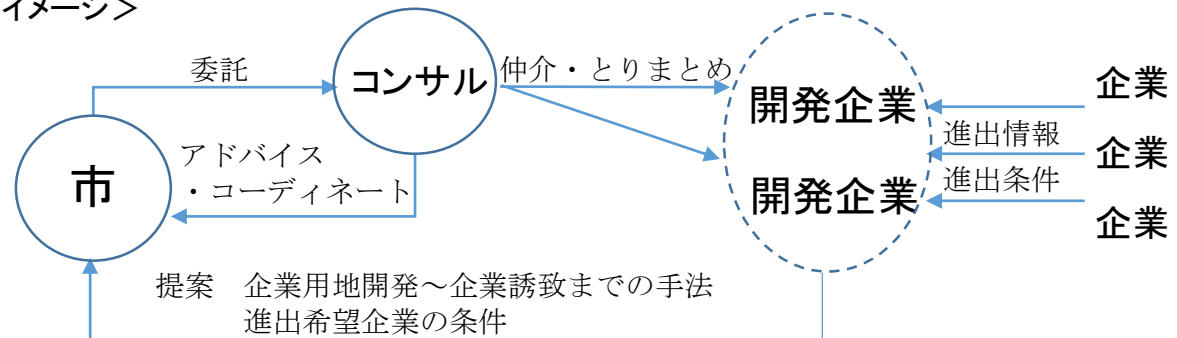 イメージ＞
委託
コンサル
仲介・とりまとめ
開発企業
企業
進出情報
企業
アドバイス
・コーディネート
市
進出条件
開発企業
企業
提案　企業用地開発～企業誘致までの手法
進出希望企業の条件